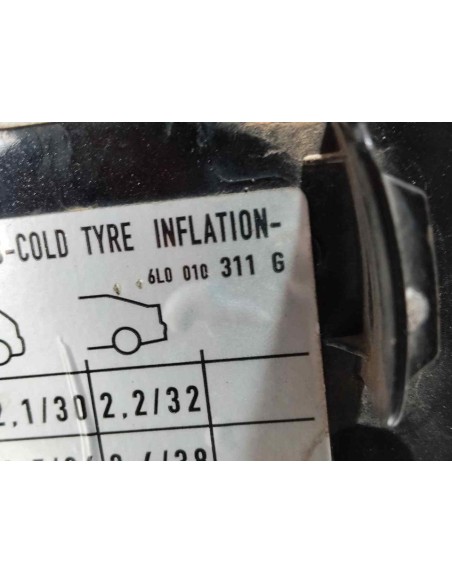 -COLD TYRE INFLATION-
6L0 010 311 G
2,1/30 2,2/32